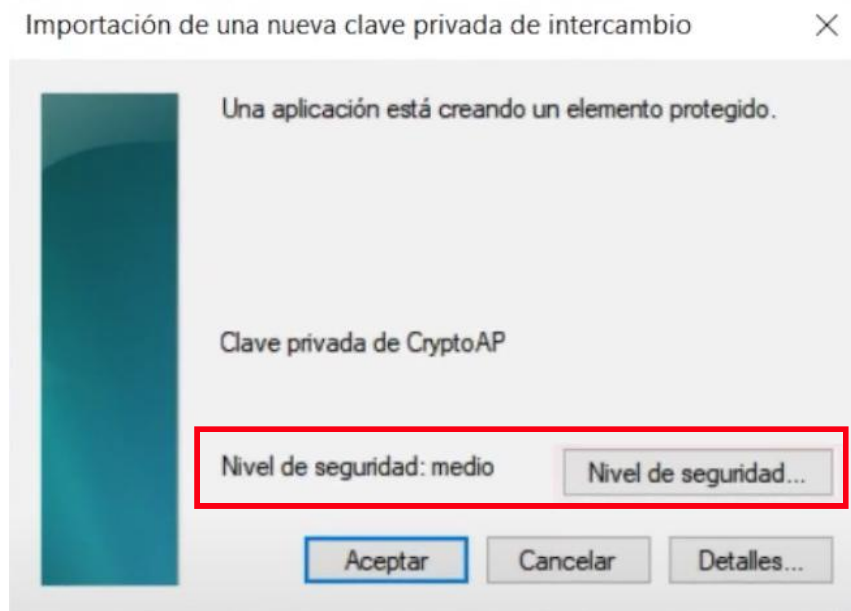 Importación de una nueva clave privada de intercambio
Una aplicación está creando un elemento protegido.
Clave privada de CryptoAP
Nivel de seguridad: medio
Nivel de seguridad...
Aceptar
Cancelar
Detalles...